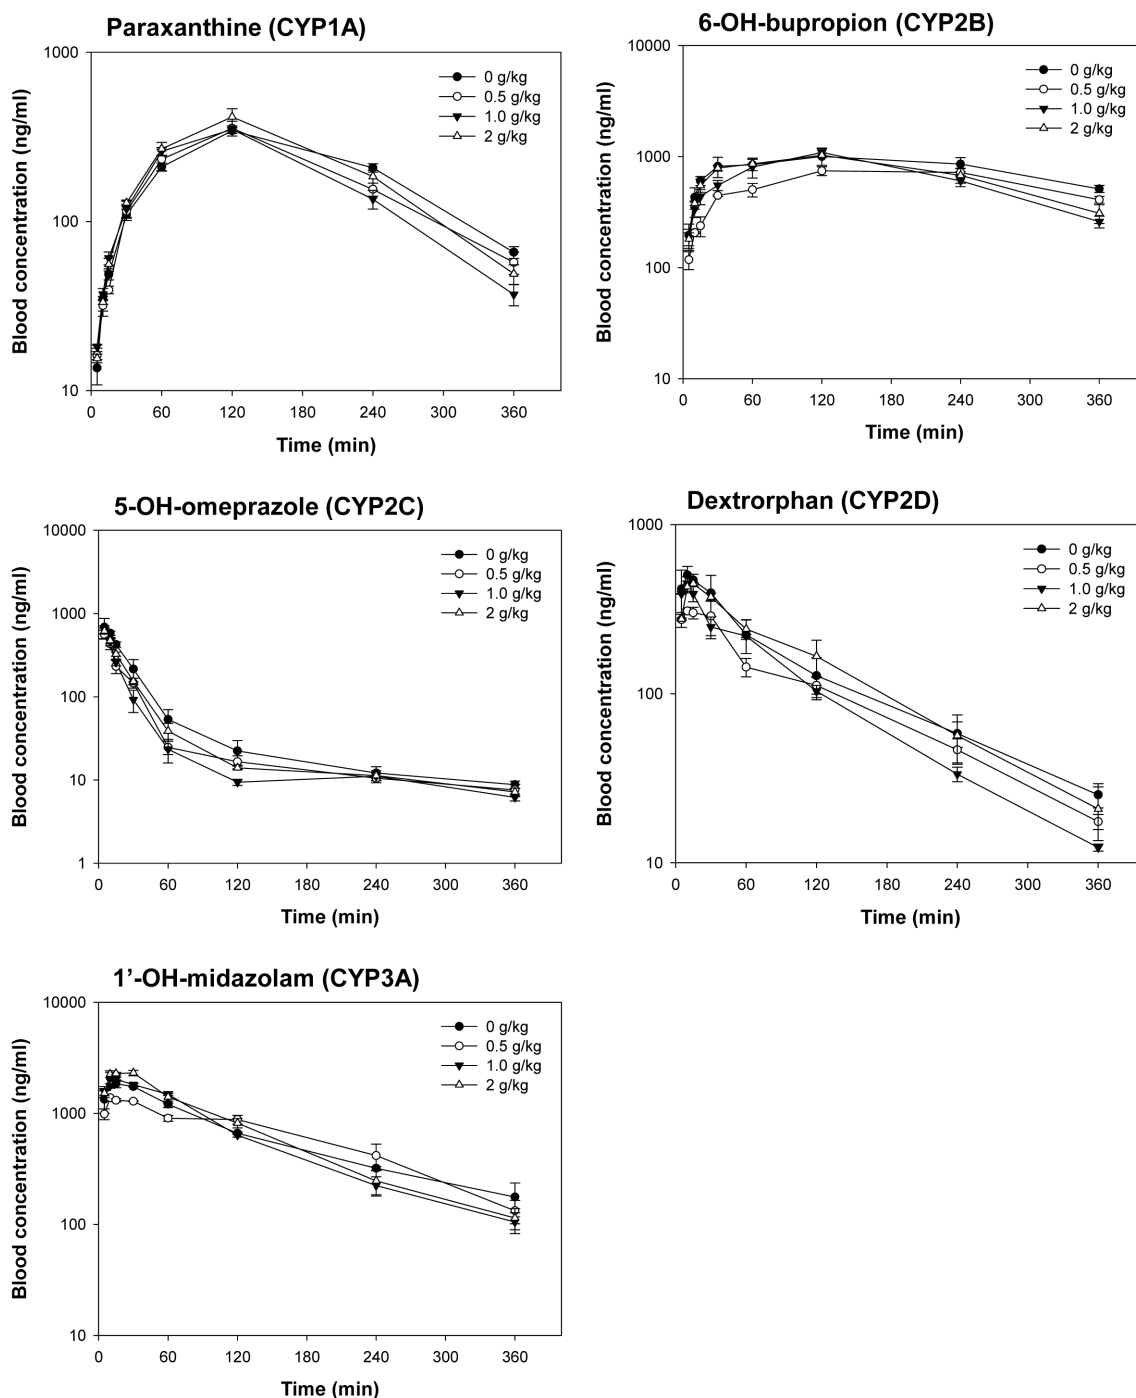 Paraxanthine (CYP1A)
1000
100
10
0 60 120 180 240 300 360
Blood concentration (ng/ml)
Time (min)
0 g/kg
0.5 g/kg
1.0 g/kg
2 g/kg
6-OH-bupropion (CYP2B)
10000
1000
100
10
0 60 120 180 240 300 360
Blood concentration (ng/ml)
Time (min)
0 g/kg
0.5 g/kg
1.0 g/kg
2 g/kg
5-OH-omeprazole (CYP2C)
10000
1000
100
10
1
0 60 120 180 240 300 360
Blood concentration (ng/ml)
Time (min)
0 g/kg
0.5 g/kg
1.0 g/kg
2 g/kg
Dextrorphan (CYP2D)
1000
100
10
0 60 120 180 240 300 360
Blood concentration (ng/ml)
Time (min)
0 g/kg
0.5 g/kg
1.0 g/kg
2 g/kg
1’-OH-midazolam (CYP3A)
10000
1000
100
10
0 60 120 180 240 300 360
Blood concentration (ng/ml)
Time (min)
0 g/kg
0.5 g/kg
1.0 g/kg
2 g/kg